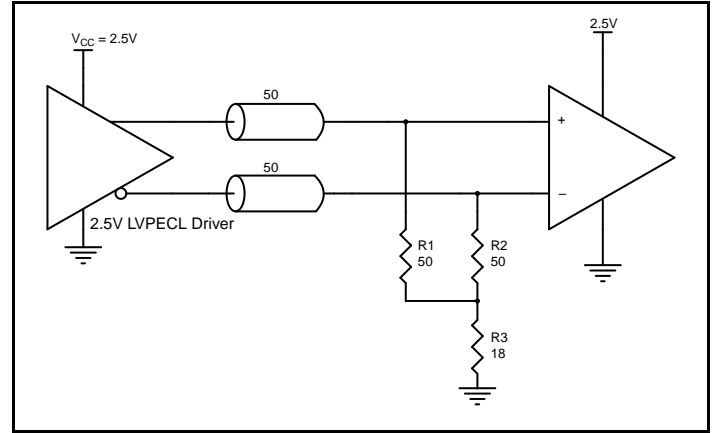 V_CC = 2.5V
2.5V
50
+
50
–
2.5V LVPECL Driver
R1
50
R2
50
R3
18